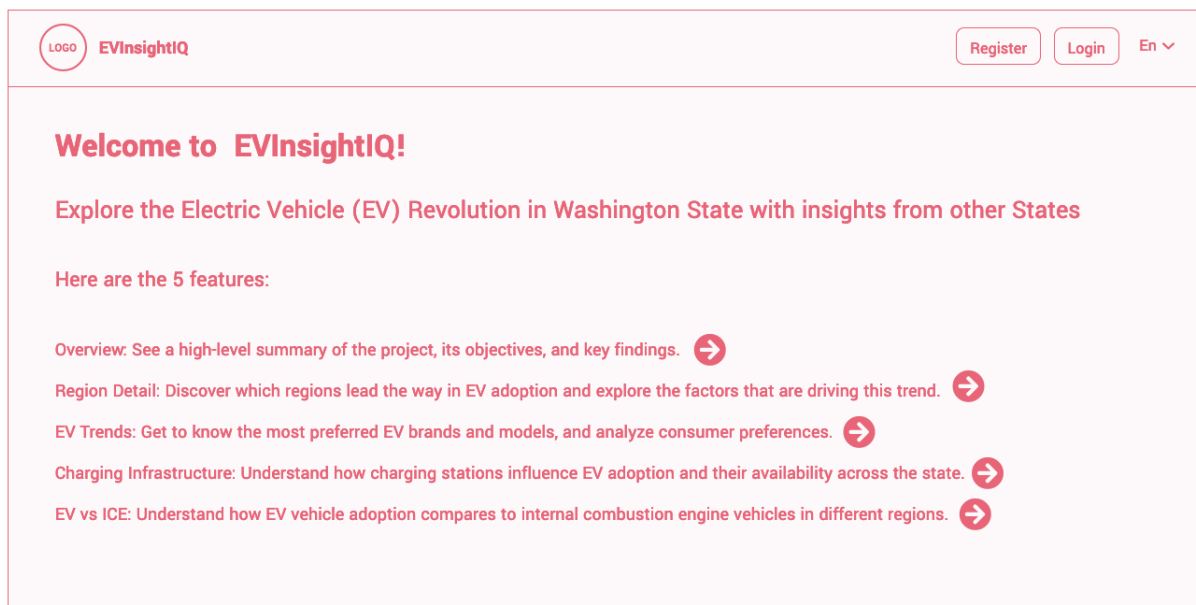 LOGO EVInsightIQ Register Login En
Welcome to EVInsightIQ!
Explore the Electric Vehicle (EV) Revolution in Washington State with insights from other States
Here are the 5 features:
Overview: See a high-level summary of the project, its objectives, and key findings.
Region Detail: Discover which regions lead the way in EV adoption and explore the factors that are driving this trend.
EV Trends: Get to know the most preferred EV brands and models, and analyze consumer preferences.
Charging Infrastructure: Understand how charging stations influence EV adoption and their availability across the state.
EV vs ICE: Understand how EV vehicle adoption compares to internal combustion engine vehicles in different regions.